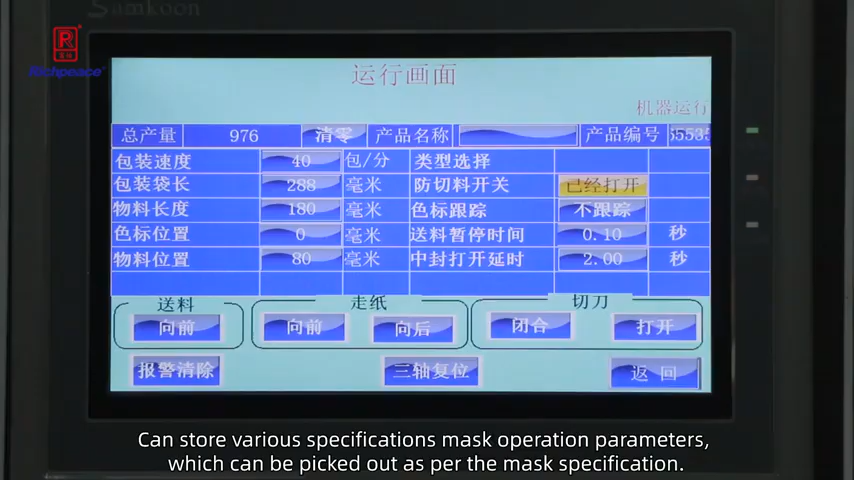 Samkoon
R
Richpeace
运行画面
机器运行
总产量 976 清零 产品名称 产品编号 5535
包装速度 40 包/分 类型选择
包装袋长 288 毫米 防切料开关 已经打开
物料长度 180 毫米 色标跟踪 不跟踪
色标位置 0 毫米 送料暂停时间 0.10 秒
物料位置 80 毫米 中封打开延时 2.00 秒
送料 走纸 切刀
向前 向前 向后 闭合 打开
报警清除 三轴复位 返回
Can store various specifications mask operation parameters,
which can be picked out as per the mask specification.